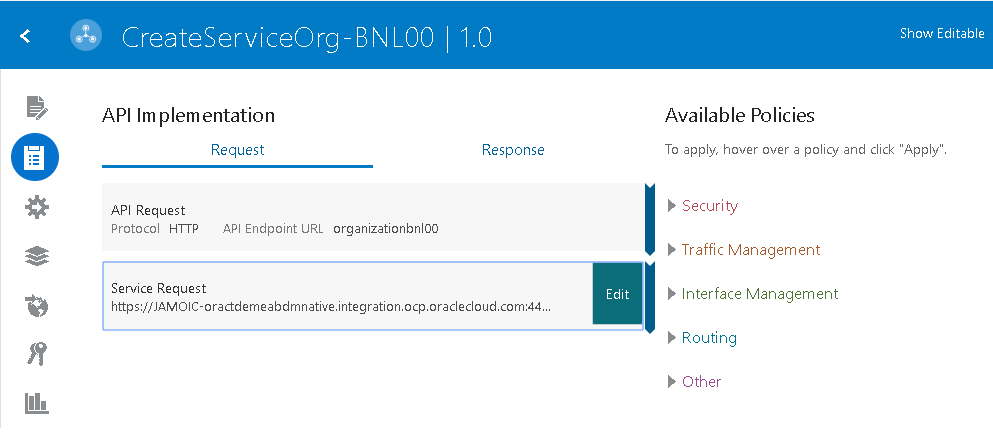 CreateServiceOrg-BNL00 | 1.0
Show Editable
API Implementation
Request
Response
API Request
Protocol HTTP API Endpoint URL organizationbnl00
Service Request
https://JAMOIC-oractdemeabdmnative.integration.ocp.oraclecloud.com:44...
Edit
Available Policies
To apply, hover over a policy and click "Apply".
Security
Traffic Management
Interface Management
Routing
Other